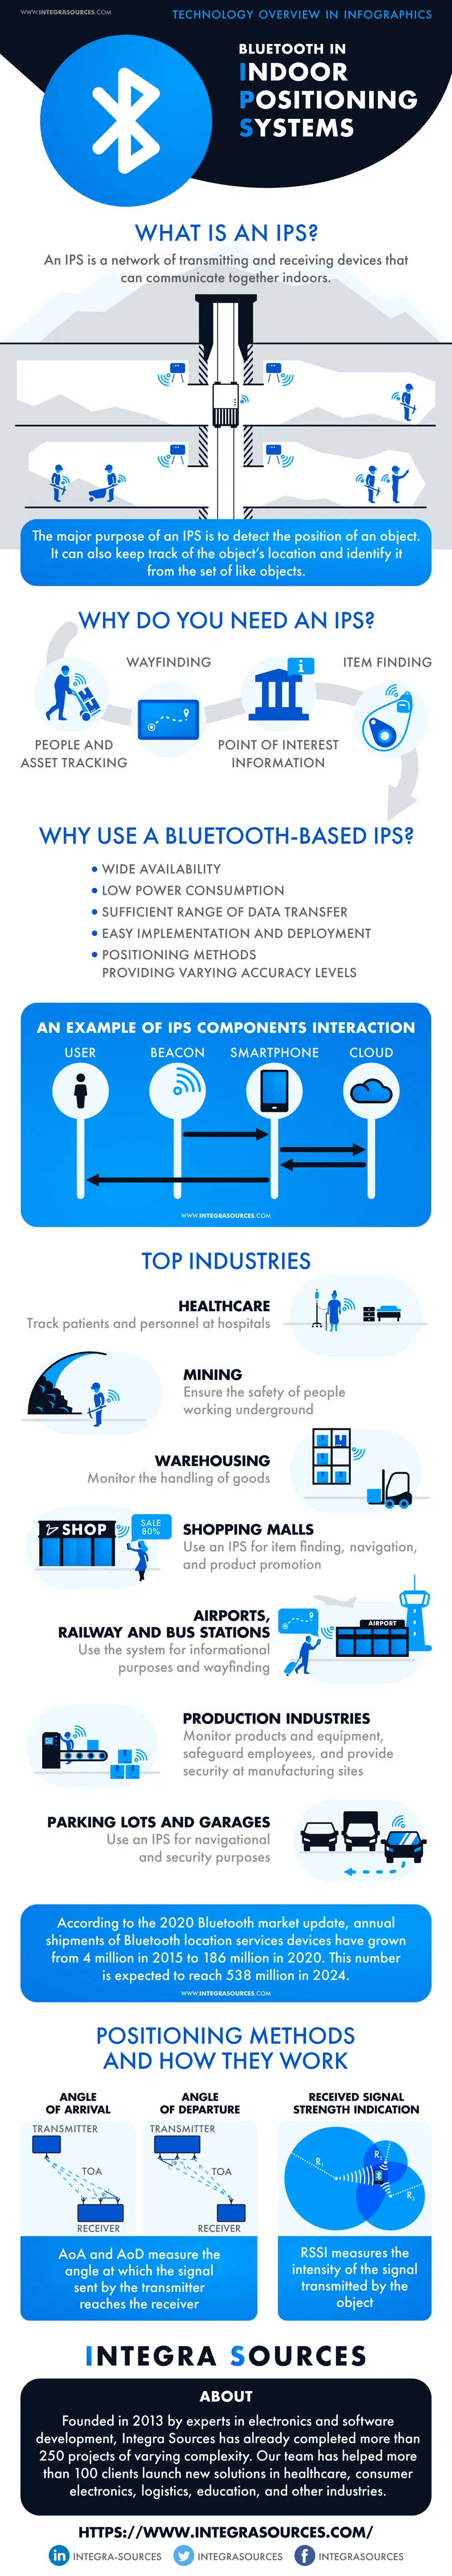 WWW.INTEGRASOURCES.COM
TECHNOLOGY OVERVIEW IN INFOGRAPHICS
BLUETOOTH IN
INDOOR
POSITIONING
SYSTEMS
WHAT IS AN IPS?
An IPS is a network of transmitting and receiving devices that
can communicate together indoors.
The major purpose of an IPS is to detect the position of an object.
It can also keep track of the object's location and identify it
from the set of like objects.
WHY DO YOU NEED AN IPS?
PEOPLE AND
ASSET TRACKING
WAYFINDING
i
POINT OF INTEREST
INFORMATION
ITEM FINDING
WHY USE A BLUETOOTH-BASED IPS?
• WIDE AVAILABILITY
• LOW POWER CONSUMPTION
• SUFFICIENT RANGE OF DATA TRANSFER
• EASY IMPLEMENTATION AND DEPLOYMENT
• POSITIONING METHODS
PROVIDING VARYING ACCURACY LEVELS
AN EXAMPLE OF IPS COMPONENTS INTERACTION
USER BEACON SMARTPHONE CLOUD
WWW.INTEGRASOURCES.COM
TOP INDUSTRIES
HEALTHCARE
Track patients and personnel at hospitals
MINING
Ensure the safety of people
working underground
WAREHOUSING
Monitor the handling of goods
SHOP
SALE
80%
SHOPPING MALLS
Use an IPS for item finding, navigation,
and product promotion
AIRPORTS,
RAILWAY AND BUS STATIONS
Use the system for informational
purposes and wayfinding
AIRPORT
PRODUCTION INDUSTRIES
Monitor products and equipment,
safeguard employees, and provide
security at manufacturing sites
PARKING LOTS AND GARAGES
Use an IPS for navigational
and security purposes
According to the 2020 Bluetooth market update, annual
shipments of Bluetooth location services devices have grown
from 4 million in 2015 to 186 million in 2020. This number
is expected to reach 538 million in 2024.
WWW.INTEGRASOURCES.COM
POSITIONING METHODS
AND HOW THEY WORK
ANGLE
OF ARRIVAL
TRANSMITTER
TOA
RECEIVER
ANGLE
OF DEPARTURE
TRANSMITTER
TOA
RECEIVER
AoA and AoD measure the
angle at which the signal
sent by the transmitter
reaches the receiver
RECEIVED SIGNAL
STRENGTH INDICATION
R₁
R₂
R₃
RSSI measures the
intensity of the signal
transmitted by the
object
INTEGRA SOURCES
ABOUT
Founded in 2013 by experts in electronics and software
development, Integra Sources has already completed more than
250 projects of varying complexity. Our team has helped more
than 100 clients launch new solutions in healthcare, consumer
electronics, logistics, education, and other industries.
HTTPS://WWW.INTEGRASOURCES.COM/
in INTEGRA-SOURCES
INTEGRASOURCES
f INTEGRASOURCES